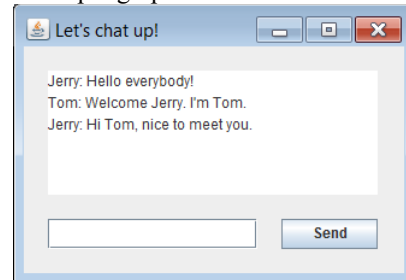 Let's chat up!
Jerry: Hello everybody!
Tom: Welcome Jerry. I'm Tom.
Jerry: Hi Tom, nice to meet you.
Send